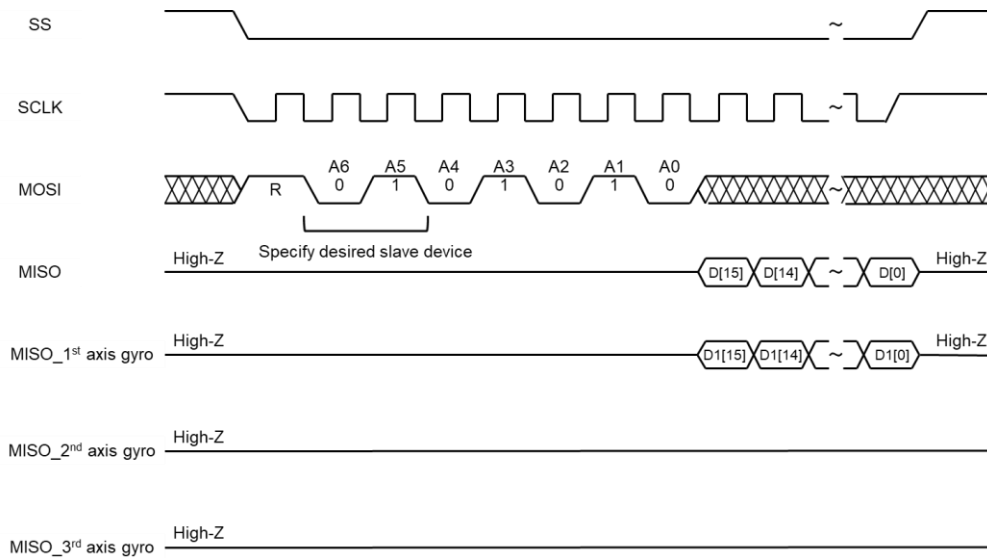 SS
~
SCLK
~
A6 A5 A4 A3 A2 A1 A0
MOSI R 0 1 0 1 0 1 0 ~
Specify desired slave device
High-Z High-Z
MISO D[15] D[14] ~ D[0]
High-Z High-Z
MISO_1st axis gyro D1[15] D1[14] ~ D1[0]
High-Z
MISO_2nd axis gyro
High-Z
MISO_3rd axis gyro